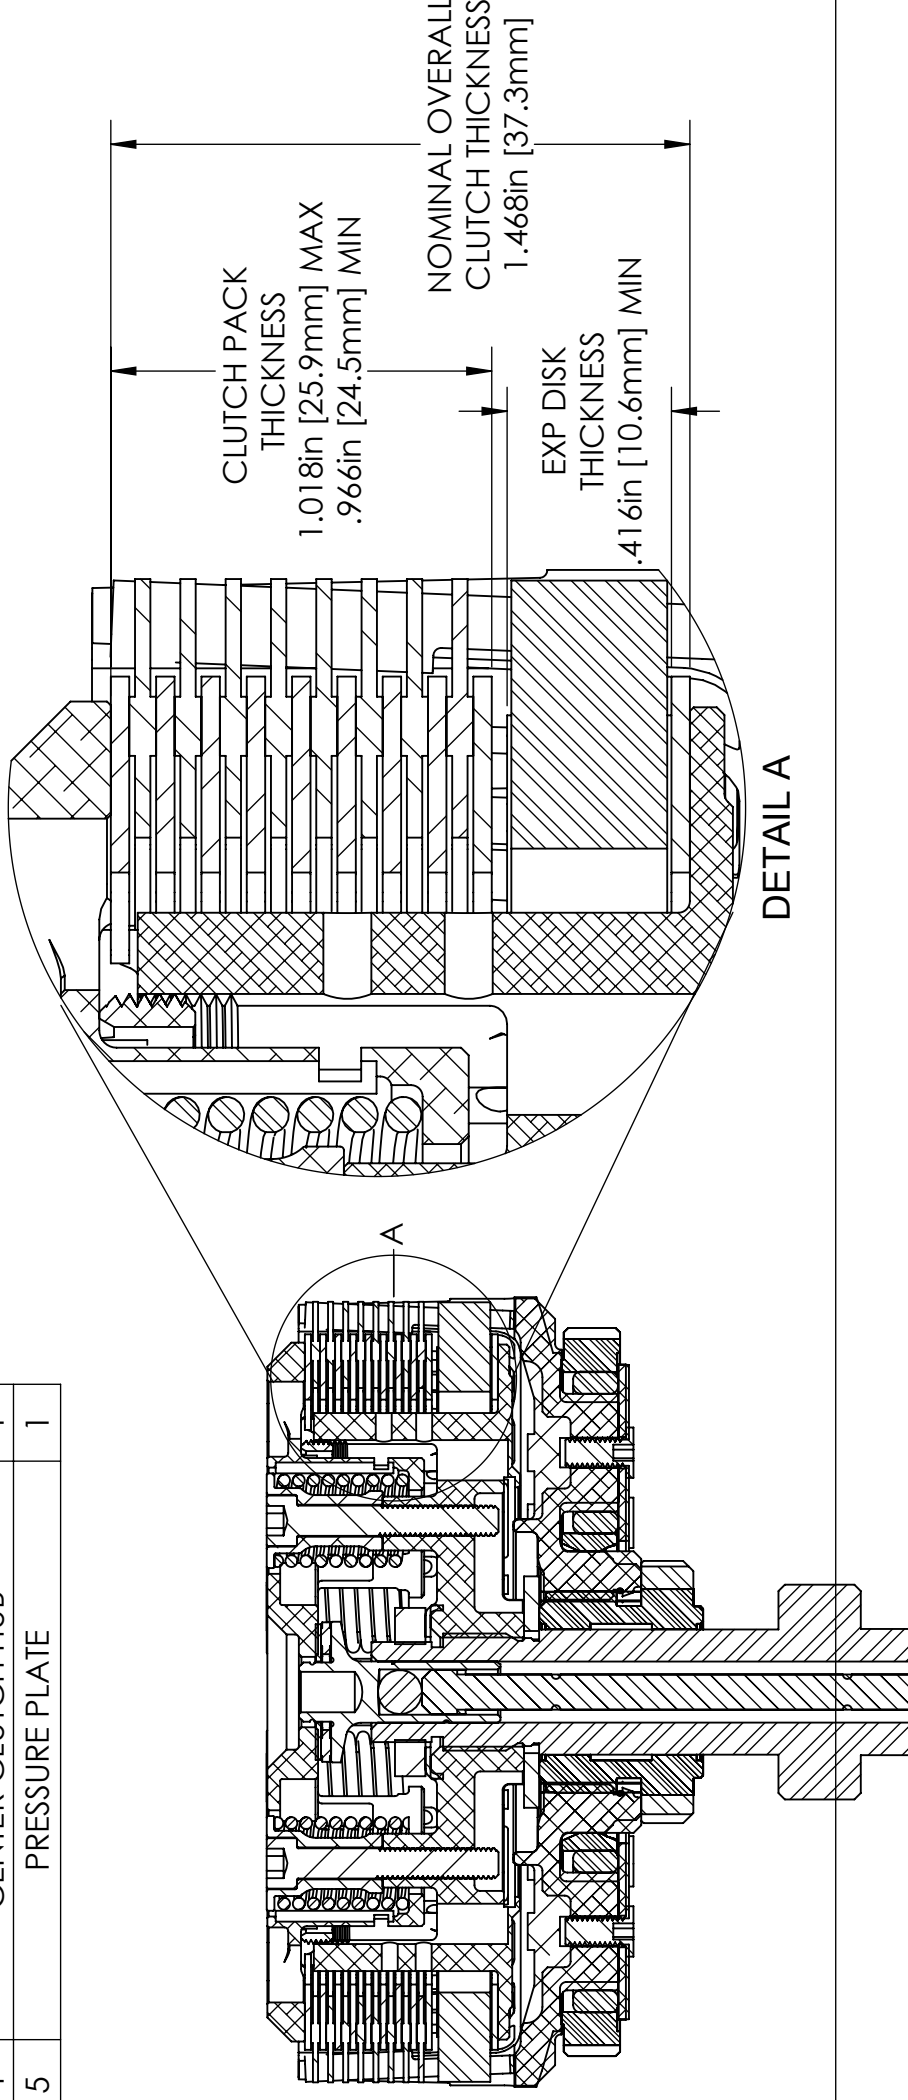 5 PRESSURE PLATE 1
CLUTCH PACK
THICKNESS
1.018in [25.9mm] MAX
.966in [24.5mm] MIN
NOMINAL OVERALL
CLUTCH THICKNESS
1.468in [37.3mm]
EXP DISK
THICKNESS
.416in [10.6mm] MIN
A
DETAIL A